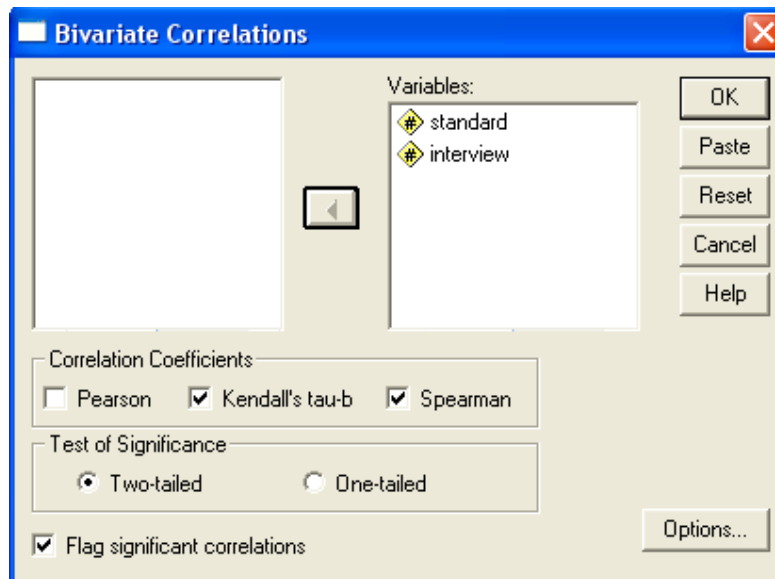 Bivariate Correlations
Variables:
# standard
# interview
OK
Paste
Reset
Cancel
Help
Correlation Coefficients
Pearson
Kendall's tau-b
Spearman
Test of Significance
Two-tailed
One-tailed
Flag significant correlations
Options...